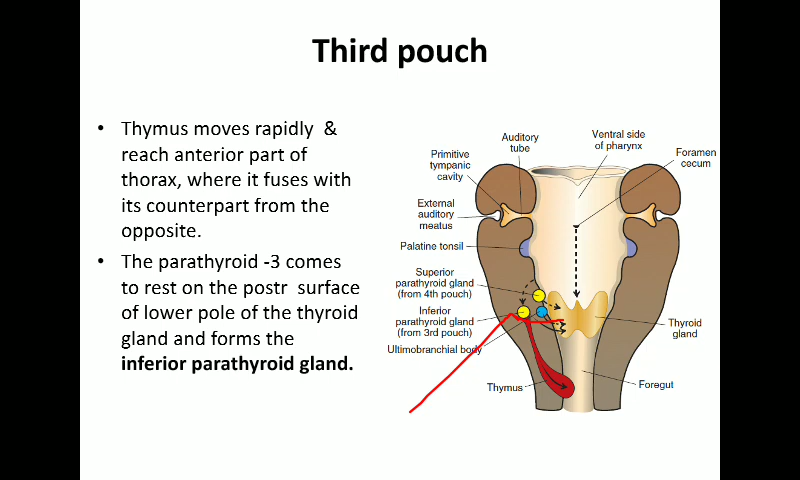 Third pouch
• Thymus moves rapidly &
reach anterior part of
thorax, where it fuses with
its counterpart from the
opposite.
• The parathyroid -3 comes
to rest on the postr surface
of lower pole of the thyroid
gland and forms the
inferior parathyroid gland.
Auditory
tube
Ventral side
of pharynx
Primitive
tympanic
cavity
Foramen
cecum
External
auditory
meatus
Palatine tonsil
Superior
parathyroid gland
(from 4th pouch)
Inferior
parathyroid gland
(from 3rd pouch)
Ultimobranchial body
Thyroid
gland
Thymus
Foregut